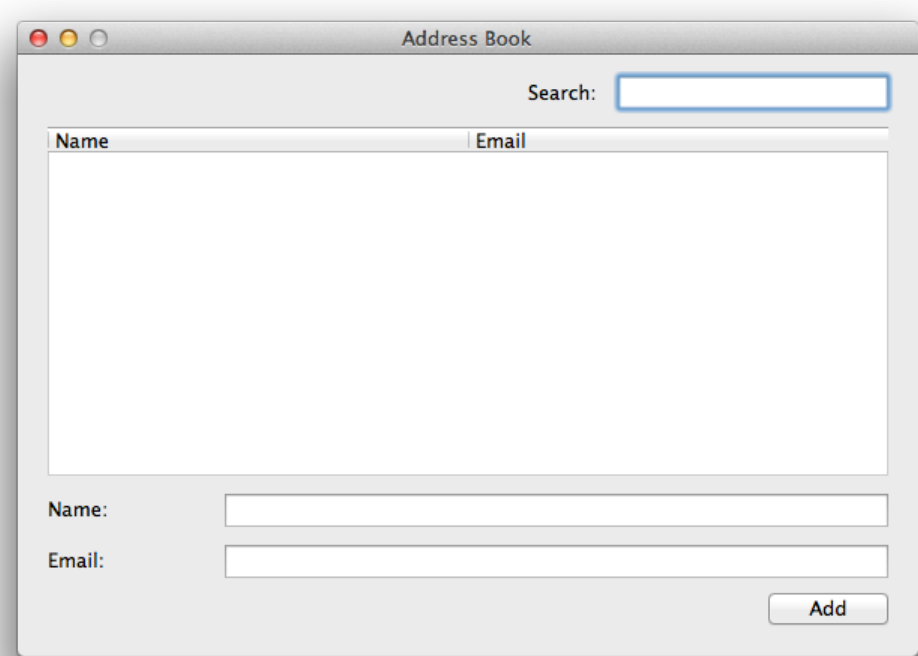 Address Book
Search:
Name Email
Name:
Email:
Add